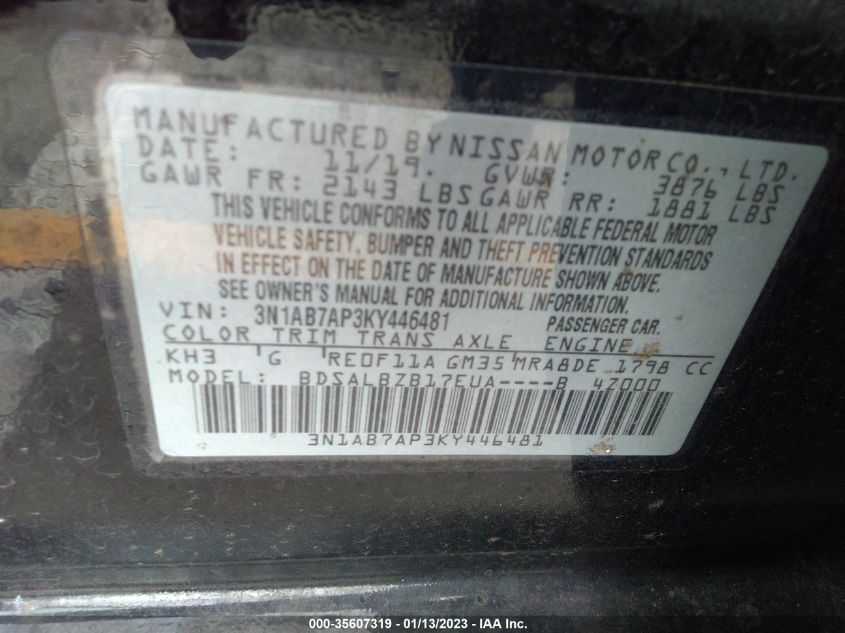 MANUFACTURED BY NISSAN MOTOR CO., LTD.
DATE: 11/19. GVWR: 3876 LBS
GAWR FR: 2143 LBS GAWR RR: 1881 LBS
THIS VEHICLE CONFORMS TO ALL APPLICABLE FEDERAL MOTOR
VEHICLE SAFETY, BUMPER AND THEFT PREVENTION STANDARDS
IN EFFECT ON THE DATE OF MANUFACTURE SHOWN ABOVE.
SEE OWNER'S MANUAL FOR ADDITIONAL INFORMATION.
VIN: 3N1AB7AP3KY446481 PASSENGER CAR.
COLOR TRIM TRANS AXLE ENGINE
KH3 G RE0F11A GM35 MRA8DE 1798 CC
MODEL: BDSALBZB17EUA----B 4Z000
3N1AB7AP3KY446481
000-35607319 - 01/13/2023 - IAA Inc.